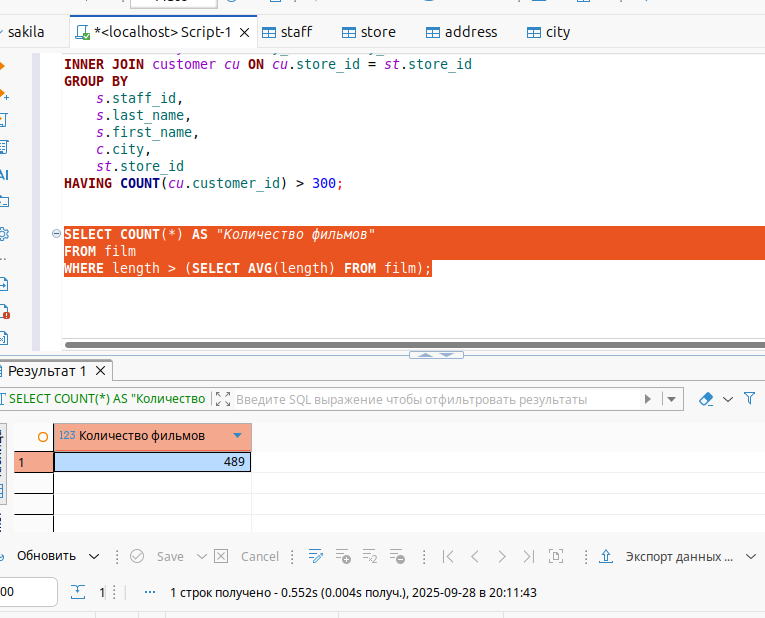 sakila
*<localhost> Script-1
staff
store
address
city
INNER JOIN customer cu ON cu.store_id = st.store_id
GROUP BY
s.staff_id,
s.last_name,
s.first_name,
c.city,
st.store_id
HAVING COUNT(cu.customer_id) > 300;
SELECT COUNT(*) AS "Количество фильмов"
FROM film
WHERE length > (SELECT AVG(length) FROM film);
AI
Результат 1
SELECT COUNT(*) AS "Количество
Введите SQL выражение чтобы отфильтровать результаты
123 Количество фильмов
1 489
Обновить
Save
Cancel
Экспорт данных ...
00
1
1 строк получено - 0.552s (0.004s получ.), 2025-09-28 в 20:11:43